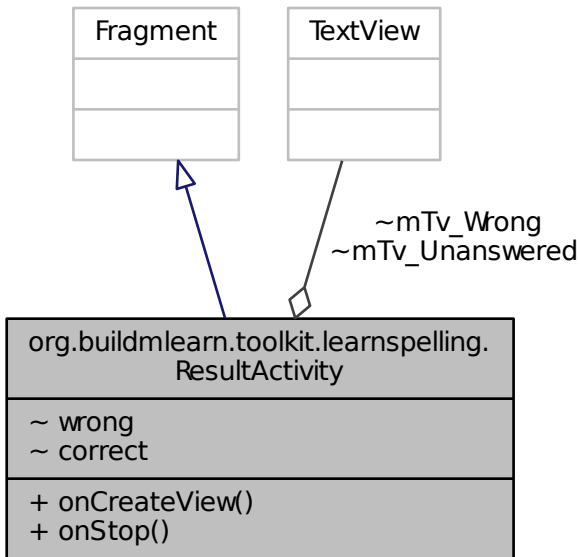 Fragment
TextView
~mTv_Wrong
~mTv_Unanswered
org.buildmlearn.toolkit.learnspelling.
ResultActivity
~ wrong
~ correct
+ onCreateView()
+ onStop()